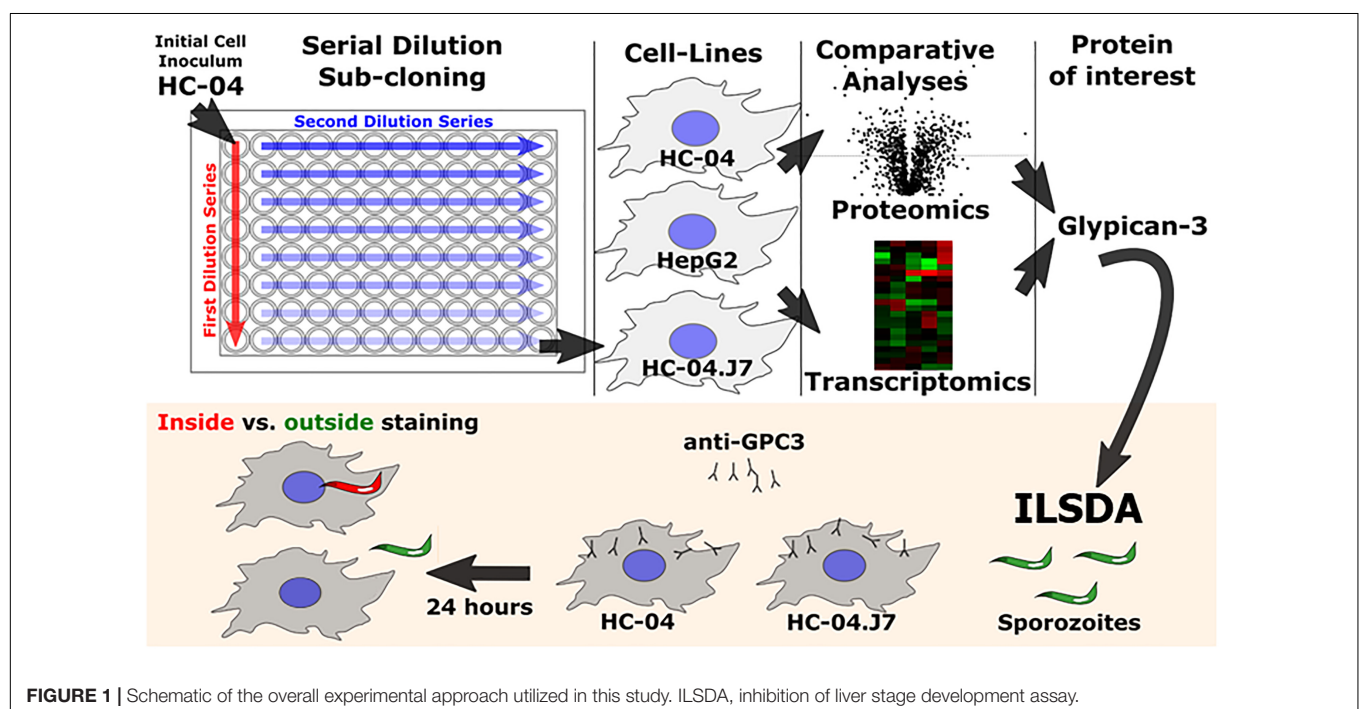 Initial Cell
Inoculum
HC-04
Serial Dilution
Sub-cloning
Second Dilution Series
First Dilution Series
Cell-Lines
HC-04
HepG2
HC-04.J7
Comparative
Analyses
Proteomics
Transcriptomics
Protein
of interest
Glypican-3
Inside vs. outside staining
anti-GPC3
24 hours
HC-04
HC-04.J7
ILSDA
Sporozoites
FIGURE 1 | Schematic of the overall experimental approach utilized in this study. ILSDA, inhibition of liver stage development assay.